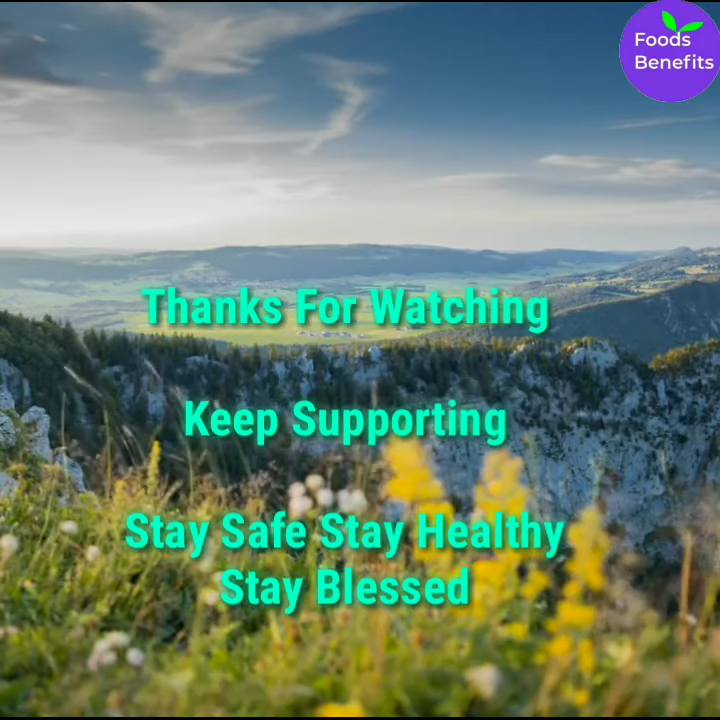 Foods
Benefits
Thanks For Watching
Keep Supporting
Stay Safe Stay Healthy
Stay Blessed